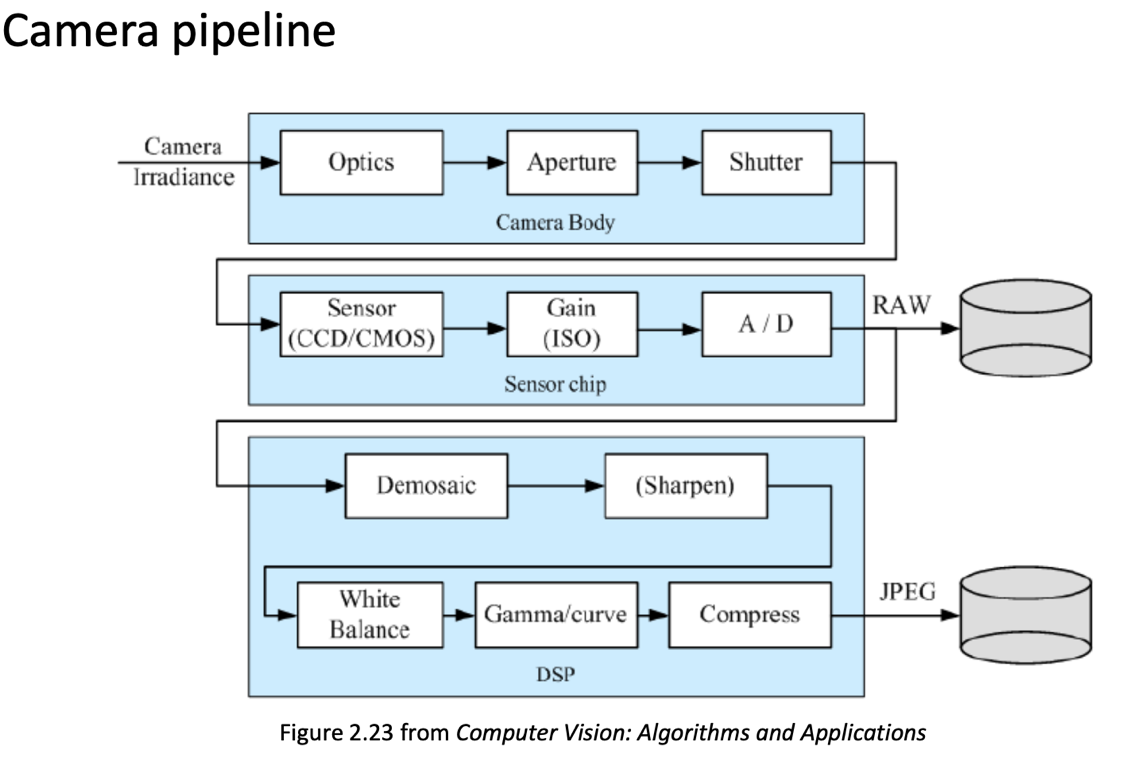 Camera pipeline
Camera
Irradiance
Optics
Aperture
Shutter
Camera Body
Sensor
(CCD/CMOS)
Gain
(ISO)
A / D
RAW
Sensor chip
Demosaic
(Sharpen)
White
Balance
Gamma/curve
Compress
JPEG
DSP
Figure 2.23 from Computer Vision: Algorithms and Applications